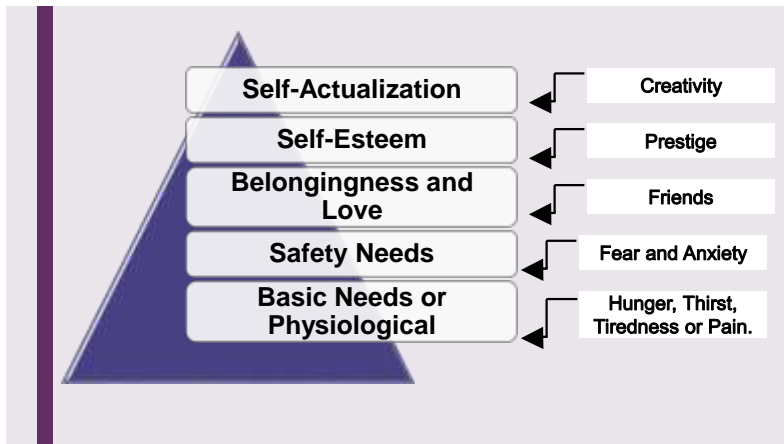 Self-Actualization
Creativity
Self-Esteem
Prestige
Belongingness and
Love
Friends
Safety Needs
Fear and Anxiety
Basic Needs or
Physiological
Hunger, Thirst,
Tiredness or Pain.